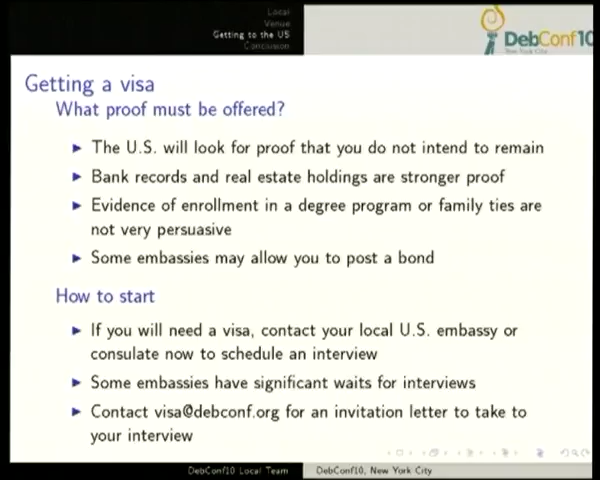 Local
Venue
Getting to the US
Conclusion
DebConf10
New York City
Getting a visa
What proof must be offered?
The U.S. will look for proof that you do not intend to remain
Bank records and real estate holdings are stronger proof
Evidence of enrollment in a degree program or family ties are
not very persuasive
Some embassies may allow you to post a bond
How to start
If you will need a visa, contact your local U.S. embassy or
consulate now to schedule an interview
Some embassies have significant waits for interviews
Contact visa@debconf.org for an invitation letter to take to
your interview
DebConf10 Local Team
DebConf10, New York City